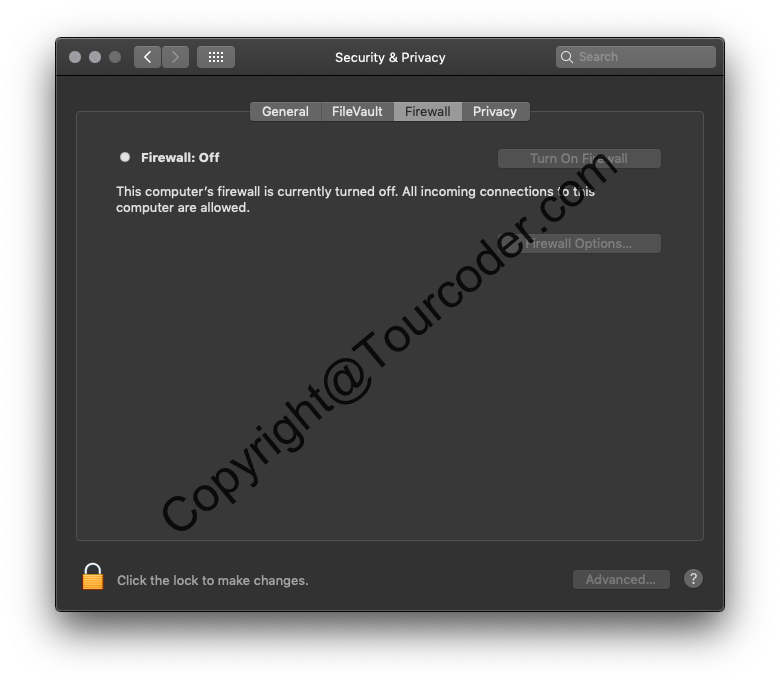 Security & Privacy
Search
General FileVault Firewall Privacy
Firewall: Off
Turn On Firewall
This computer's firewall is currently turned off. All incoming connections to this
computer are allowed.
Firewall Options...
Copyright@Tourcoder.com
Click the lock to make changes.
Advanced...
?